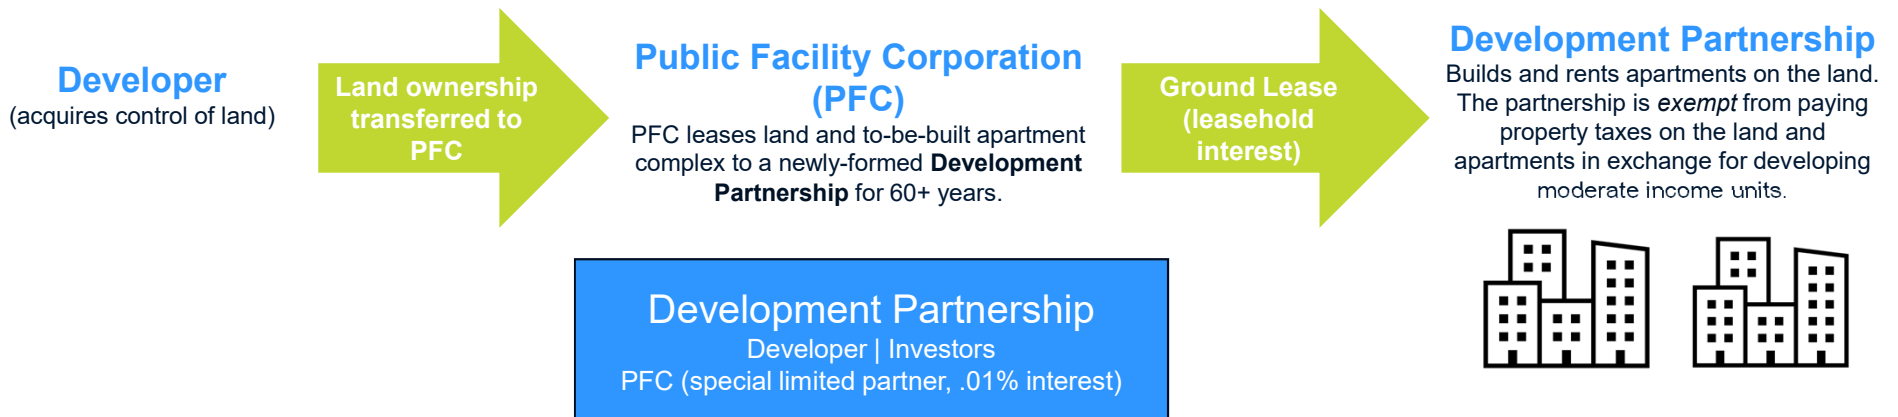 Developer
(acquires control of land)
Land ownership
transferred to
PFC
Public Facility Corporation
(PFC)
PFC leases land and to-be-built apartment
complex to a newly-formed Development
Partnership for 60+ years.
Ground Lease
(leasehold
interest)
Development Partnership
Builds and rents apartments on the land.
The partnership is exempt from paying
property taxes on the land and
apartments in exchange for developing
moderate income units.
Development Partnership
Developer | Investors
PFC (special limited partner, .01% interest)